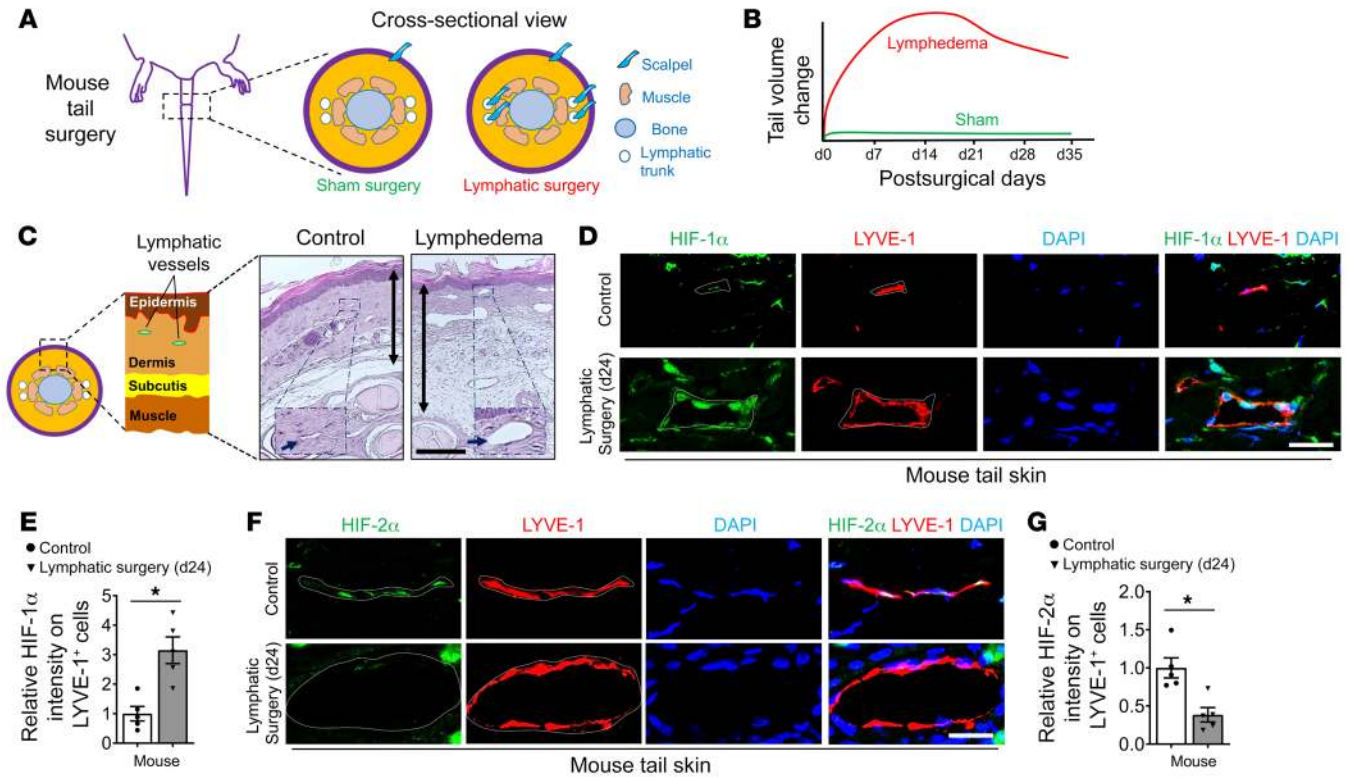 A
Cross-sectional view
Mouse
tail
surgery
Scalpel
Muscle
Bone
Lymphatic
trunk
Sham surgery
Lymphatic surgery
B
Tail volume
change
Lymphedema
Sham
d0
d7
d14
d21
d28
d35
Postsurgical days
C
Lymphatic
vessels
Control
Lymphedema
Epidermis
Dermis
Subcutis
Muscle
D
HIF-1α
LYVE-1
DAPI
HIF-1α LYVE-1 DAPI
Control
Lymphatic
Surgery (d24)
Mouse tail skin
E
Control
Lymphatic surgery (d24)
Relative HIF-1α
intensity on
LYVE-1+ cells
5
4
3
2
1
0
*
Mouse
F
HIF-2α
LYVE-1
DAPI
HIF-2α LYVE-1 DAPI
Control
Lymphatic
Surgery (d24)
Mouse tail skin
G
Control
Lymphatic surgery (d24)
Relative HIF-2α
intensity on
LYVE-1+ cells
2.0
1.5
1.0
0.5
0.0
*
Mouse